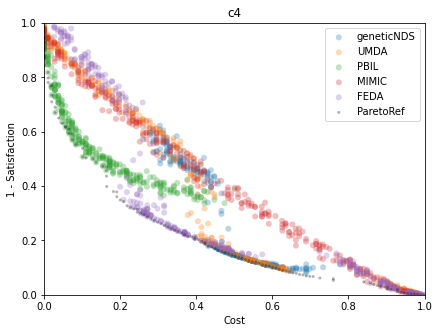 c4
geneticNDS
UMDA
PBIL
MIMIC
FEDA
ParetoRef
1.0
0.8
0.6
0.4
0.2
0.0
1 - Satisfaction
0.0 0.2 0.4 0.6 0.8 1.0
Cost